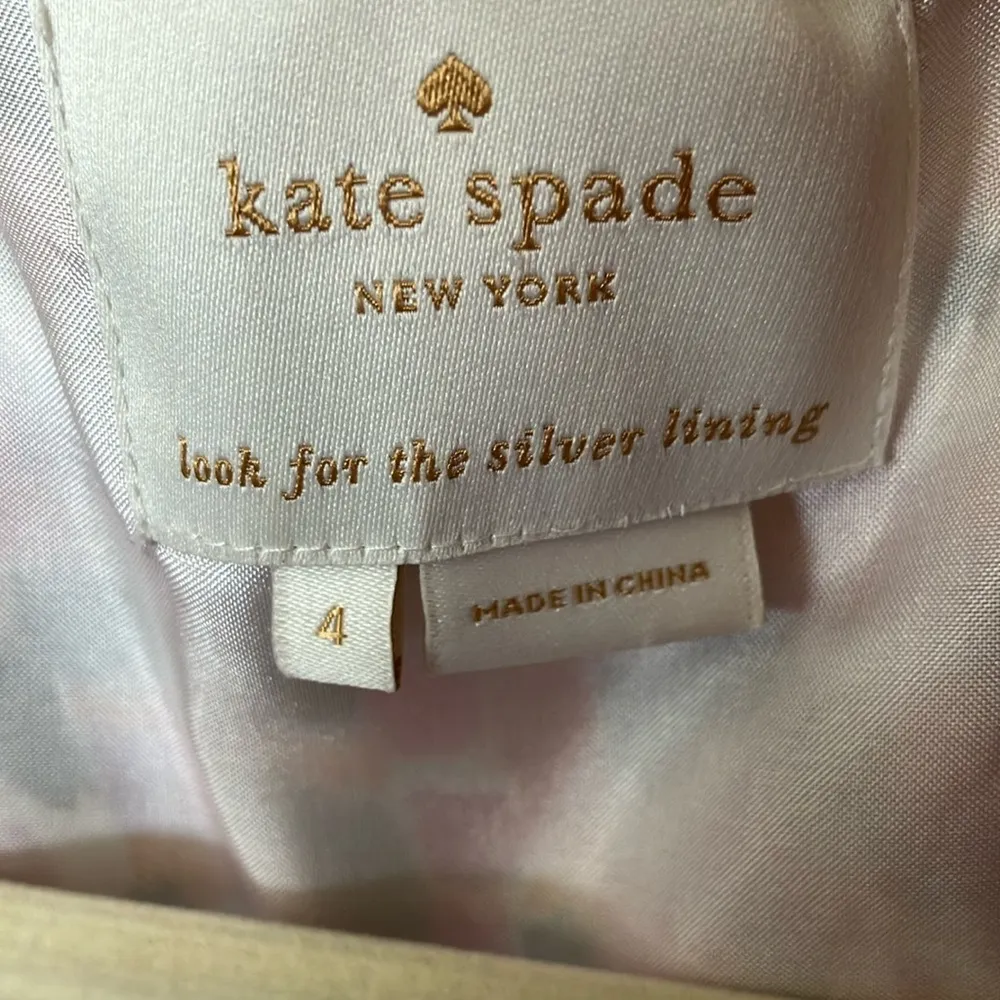 kate spade
NEW YORK
look for the silver lining
4
MADE IN CHINA